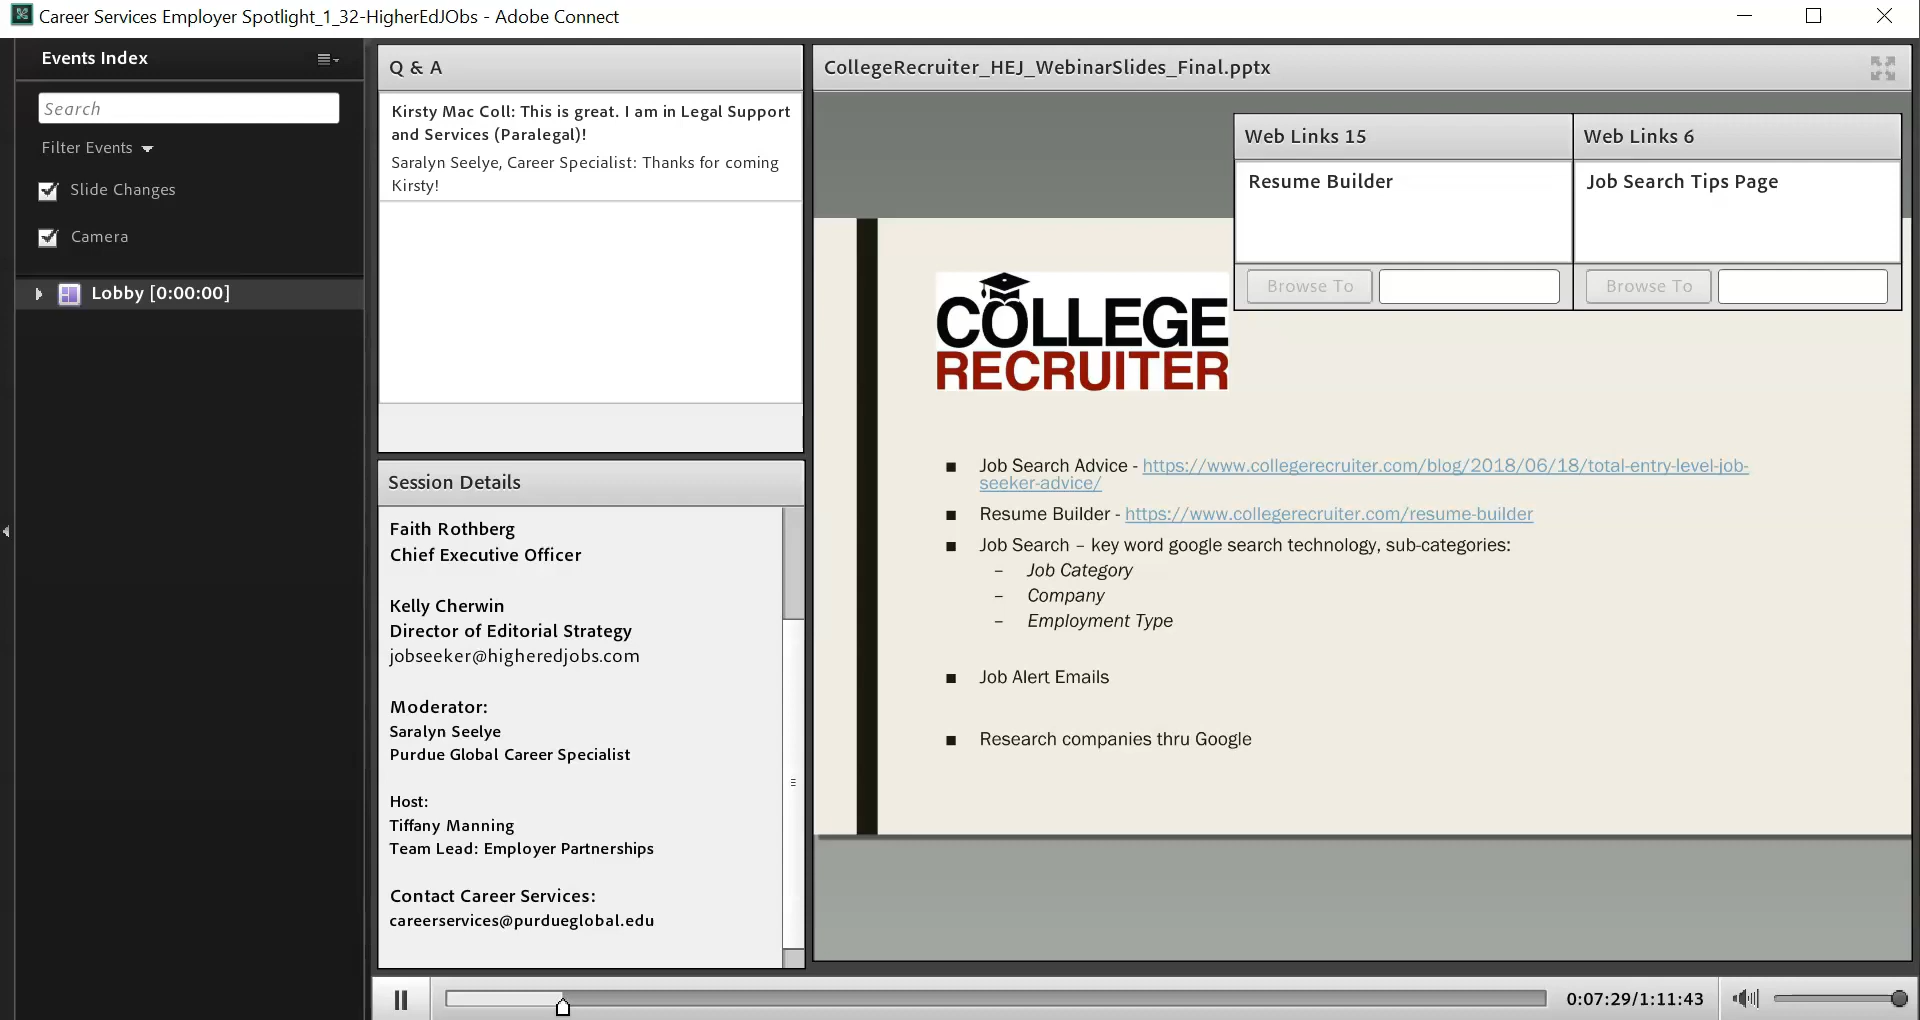 Career Services Employer Spotlight_1_32-HigherEdJObs - Adobe Connect
Events Index
Search
Filter Events
Slide Changes
Camera
Lobby [0:00:00]
Q & A
Kirsty Mac Coll: This is great. I am in Legal Support
and Services (Paralegal)!
Saralyn Seelye, Career Specialist: Thanks for coming
Kirsty!
Session Details
Faith Rothberg
Chief Executive Officer
Kelly Cherwin
Director of Editorial Strategy
jobseeker@higheredjobs.com
Moderator:
Saralyn Seelye
Purdue Global Career Specialist
Host:
Tiffany Manning
Team Lead: Employer Partnerships
Contact Career Services:
careerservices@purdueglobal.edu
CollegeRecruiter_HEJ_WebinarSlides_Final.pptx
Web Links 15
Resume Builder
Browse To
Web Links 6
Job Search Tips Page
Browse To
COLLEGE
RECRUITER
■ Job Search Advice - https://www.collegerecruiter.com/blog/2018/06/18/total-entry-level-job-
seeker-advice/
■ Resume Builder - https://www.collegerecruiter.com/resume-builder
■ Job Search – key word google search technology, sub-categories:
– Job Category
– Company
– Employment Type
■ Job Alert Emails
■ Research companies thru Google
0:07:29/1:11:43